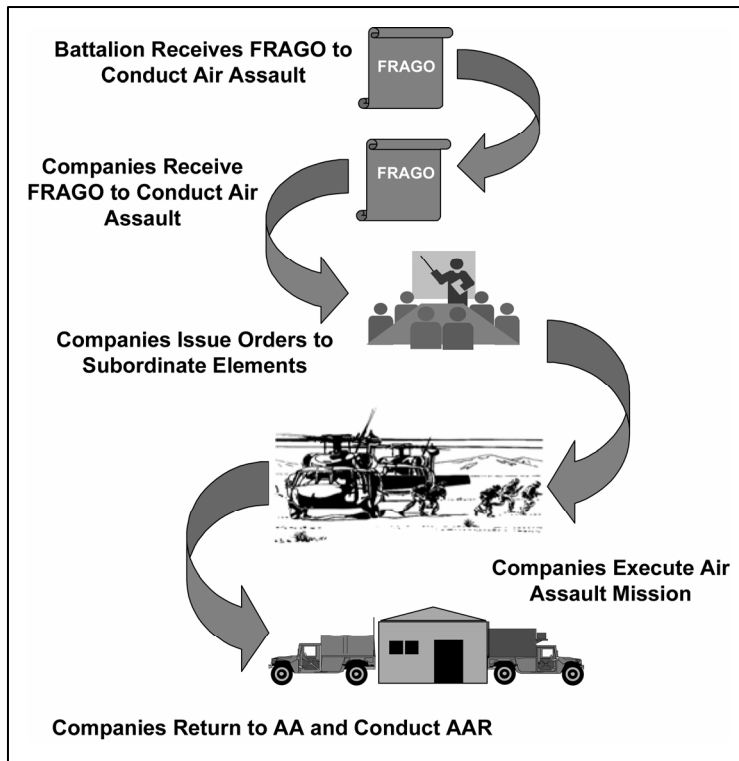 Battalion Receives FRAGO to
Conduct Air Assault
FRAGO
Companies Receive
FRAGO to Conduct Air
Assault
FRAGO
Companies Issue Orders to
Subordinate Elements
Companies Execute Air
Assault Mission
Companies Return to AA and Conduct AAR